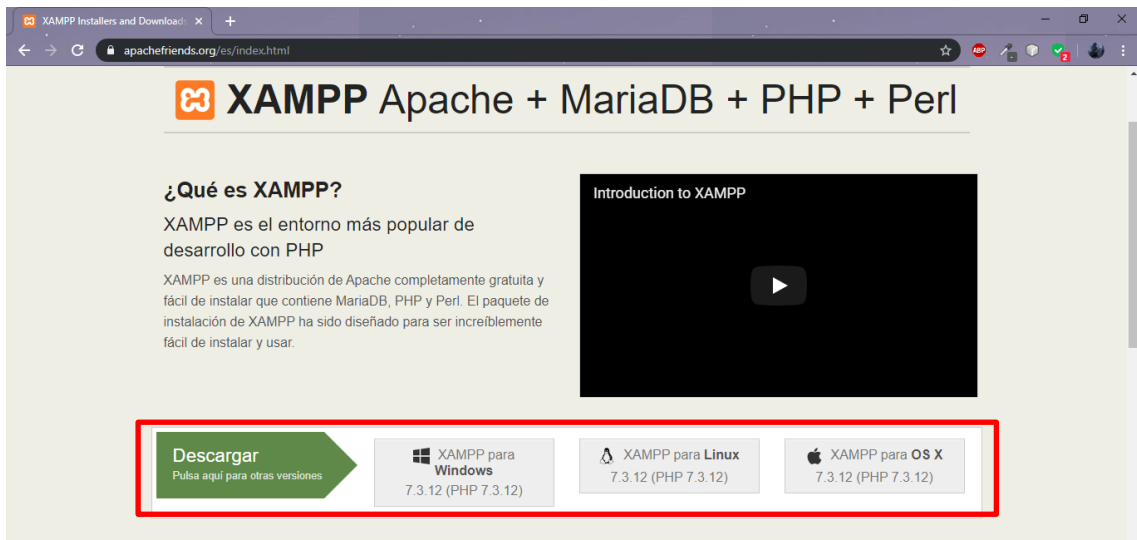 XAMPP Installers and Downloads
apachefriends.org/es/index.html
ABP
2
XAMPP Apache + MariaDB + PHP + Perl
¿Qué es XAMPP?
XAMPP es el entorno más popular de
desarrollo con PHP
XAMPP es una distribución de Apache completamente gratuita y
fácil de instalar que contiene MariaDB, PHP y Perl. El paquete de
instalación de XAMPP ha sido diseñado para ser increíblemente
fácil de instalar y usar.
Introduction to XAMPP
Descargar
Pulsa aquí para otras versiones
XAMPP para
Windows
7.3.12 (PHP 7.3.12)
XAMPP para Linux
7.3.12 (PHP 7.3.12)
XAMPP para OS X
7.3.12 (PHP 7.3.12)